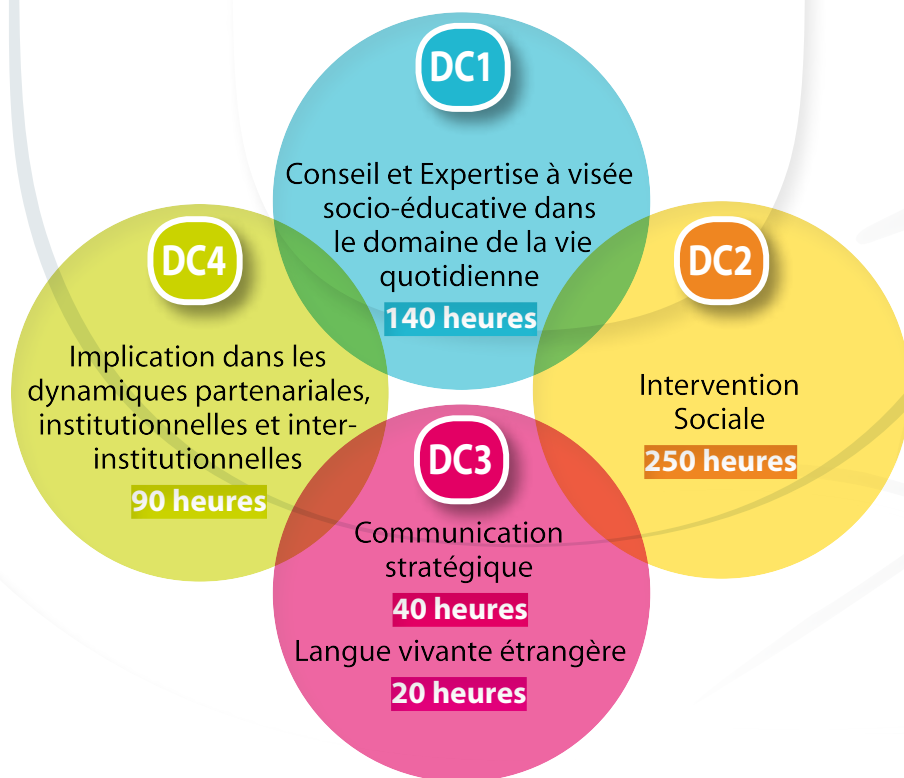 DC1
Conseil et Expertise à visée
socio-éducative dans
le domaine de la vie
quotidienne
140 heures
DC2
Intervention
Sociale
250 heures
DC3
Communication
stratégique
40 heures
Langue vivante étrangère
20 heures
DC4
Implication dans les
dynamiques partenariales,
institutionnelles et inter-
institutionnelles
90 heures